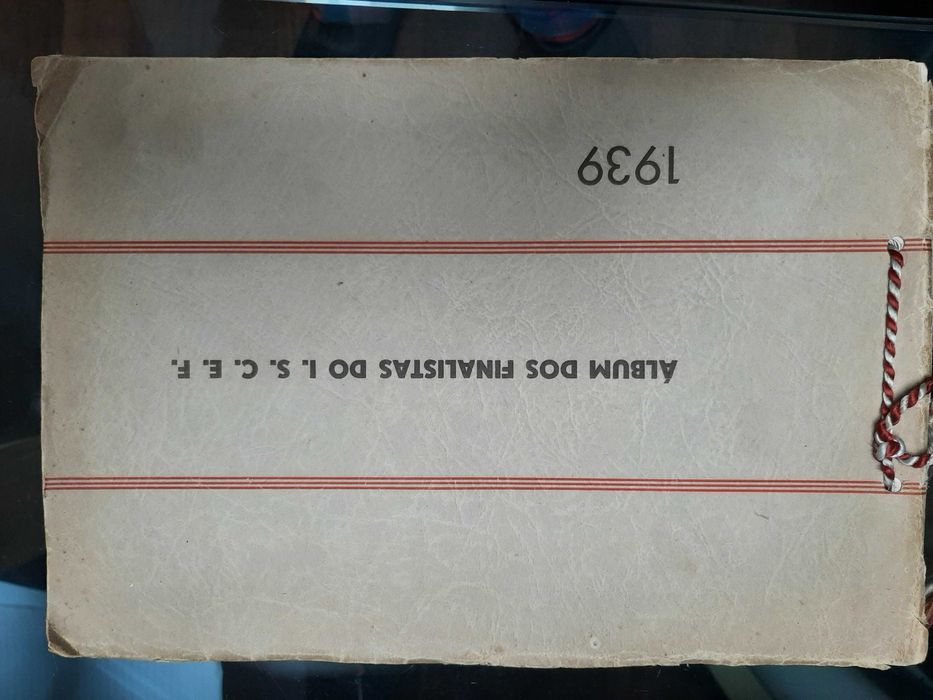 ÁLBUM DOS FINALISTAS DO I. S. C. E. F.
1939